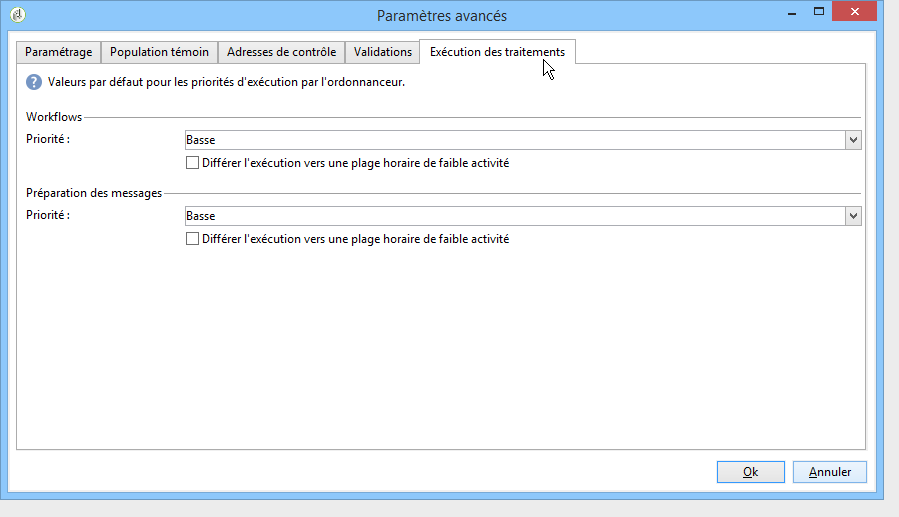 Paramètres avancés
Paramétrage Population témoin Adresses de contrôle Validations Exécution des traitements
? Valeurs par défaut pour les priorités d'exécution par l'ordonnanceur.
Workflows
Priorité : Basse
Différer l'exécution vers une plage horaire de faible activité
Préparation des messages
Priorité : Basse
Différer l'exécution vers une plage horaire de faible activité
Ok Annuler